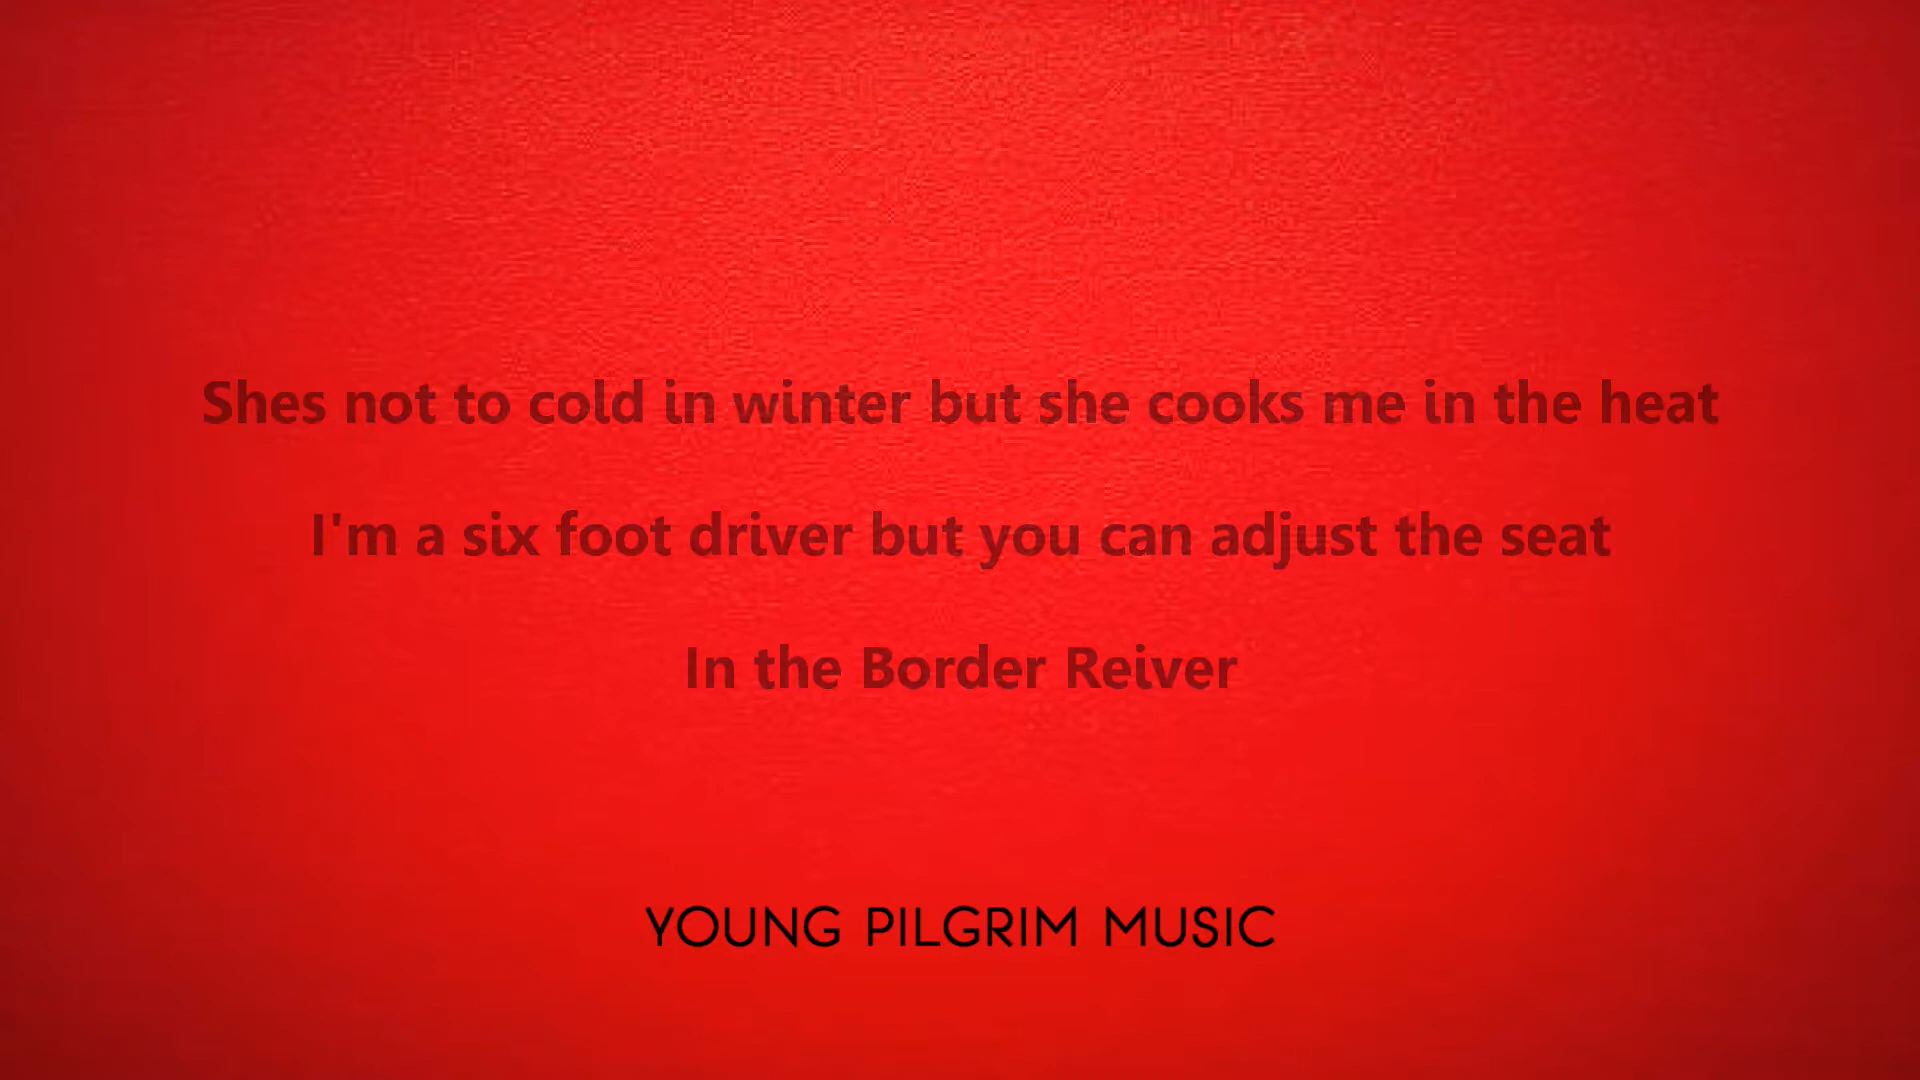 Shes not to cold in winter but she cooks me in the heat
I'm a six foot driver but you can adjust the seat
In the Border Reiver
YOUNG PILGRIM MUSIC